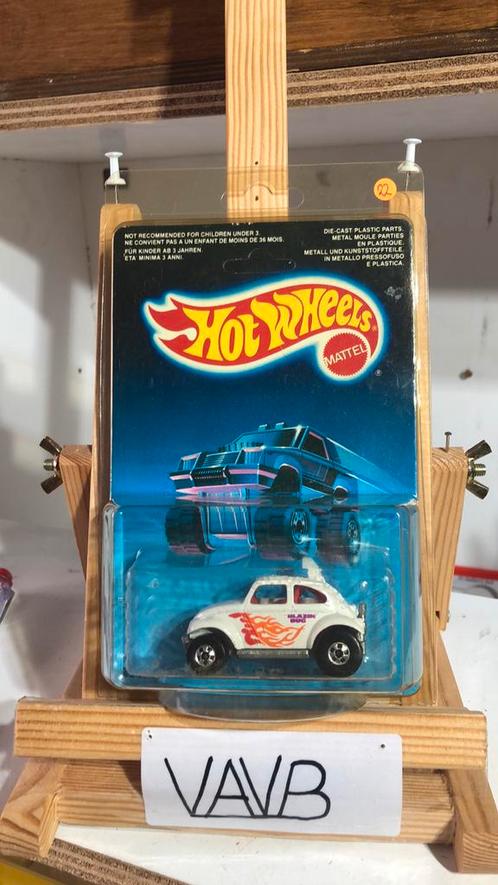 22
NOT RECOMMENDED FOR CHILDREN UNDER 3.
NE CONVIENT PAS A UN ENFANT DE MOINS DE 36 MOIS.
FÜR KINDER AB 3 JAHREN.
ETA' MINIMA 3 ANNI.
DIE-CAST PLASTIC PARTS.
METAL MOULE PARTIES
EN PLASTIQUE.
METALL UND KUNSTSTOFFTEILE.
IN METALLO PRESSOFUSO
E PLASTICA.
HOT WHEELS
MATTEL
®
BLAZIN'
BUG
VAVB